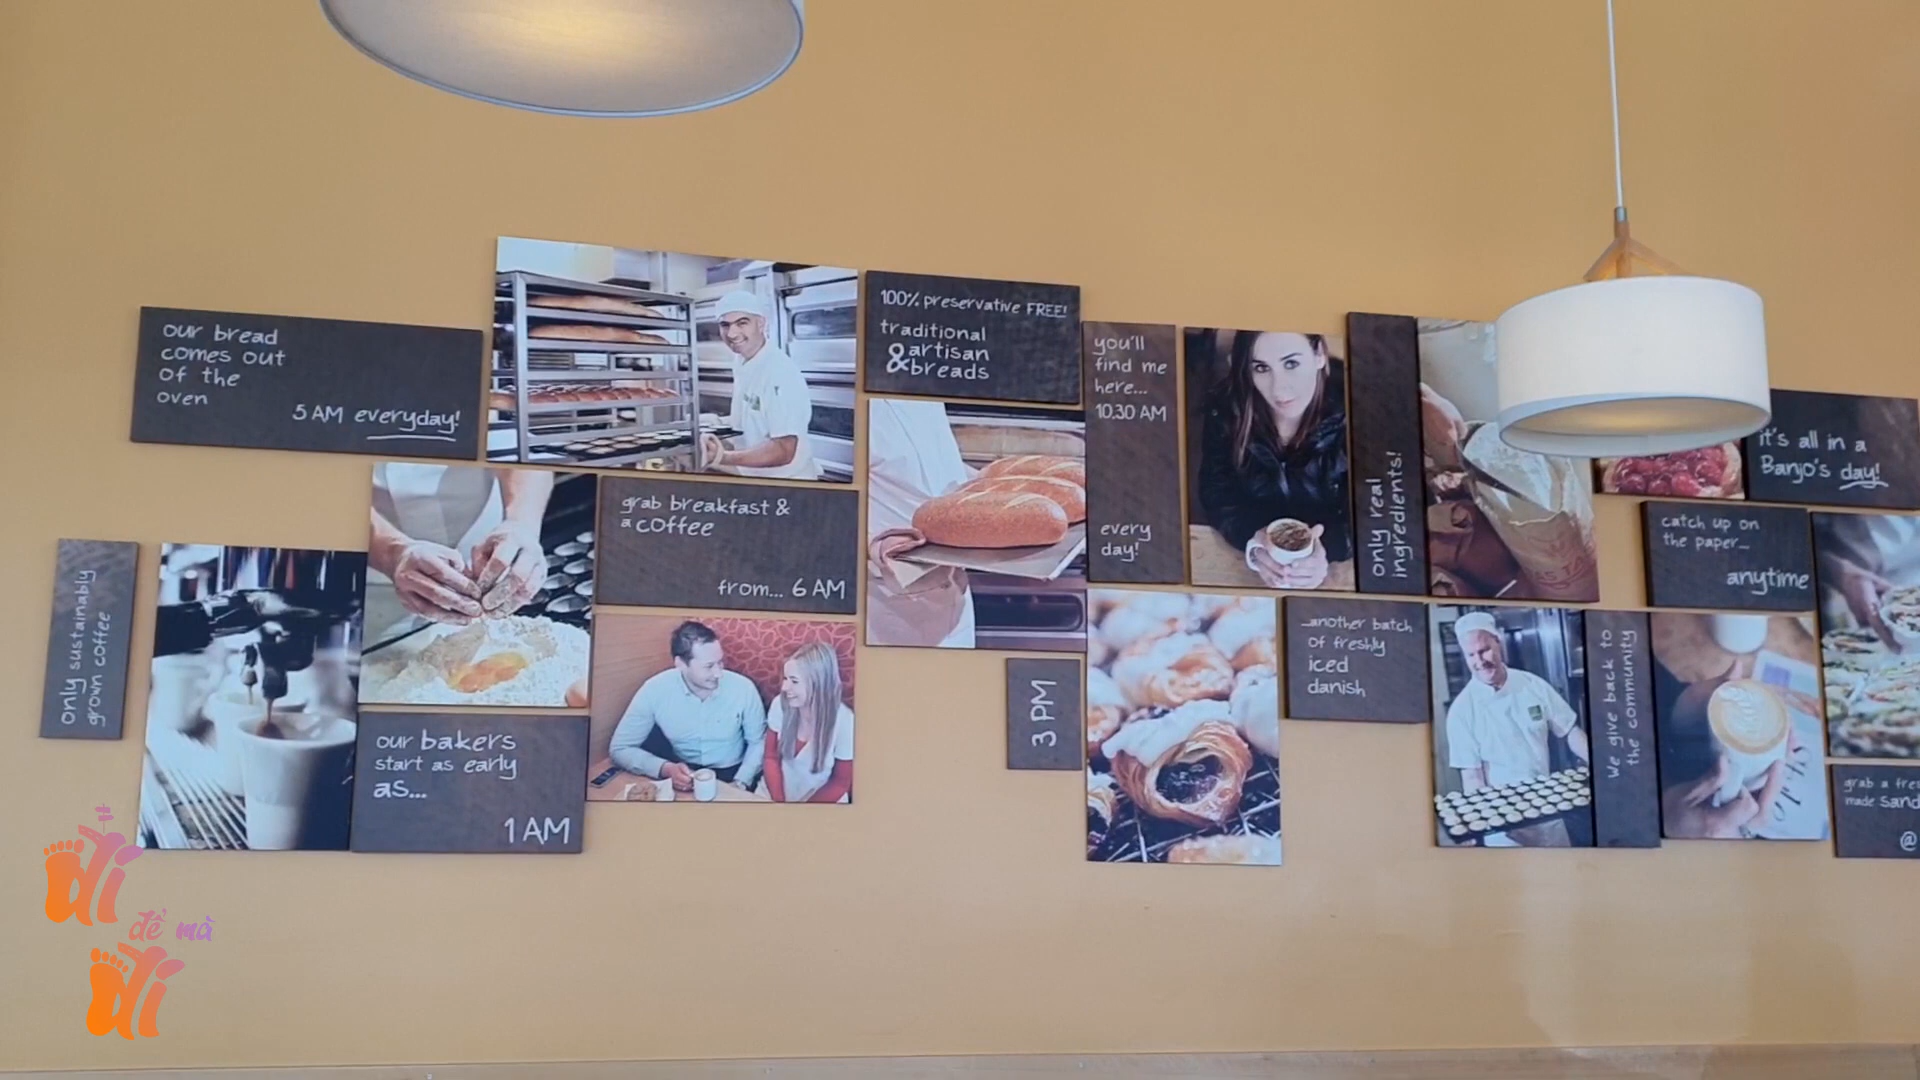 our bread
comes out
of the
oven
5 AM everyday!
100% preservative FREE!
traditional
& artisan
breads
you'll
find me
here...
10.30 AM
every
day!
only real
ingredients!
it's all in a
Banjo's day!
grab breakfast &
a coffee
from... 6 AM
catch up on
the paper...
anytime
only sustainably
grown coffee
our bakers
start as early
as...
1 AM
3 PM
...another batch
of freshly
iced
danish
We give back to
the community
grab a
made
@
đi
để mà
đi